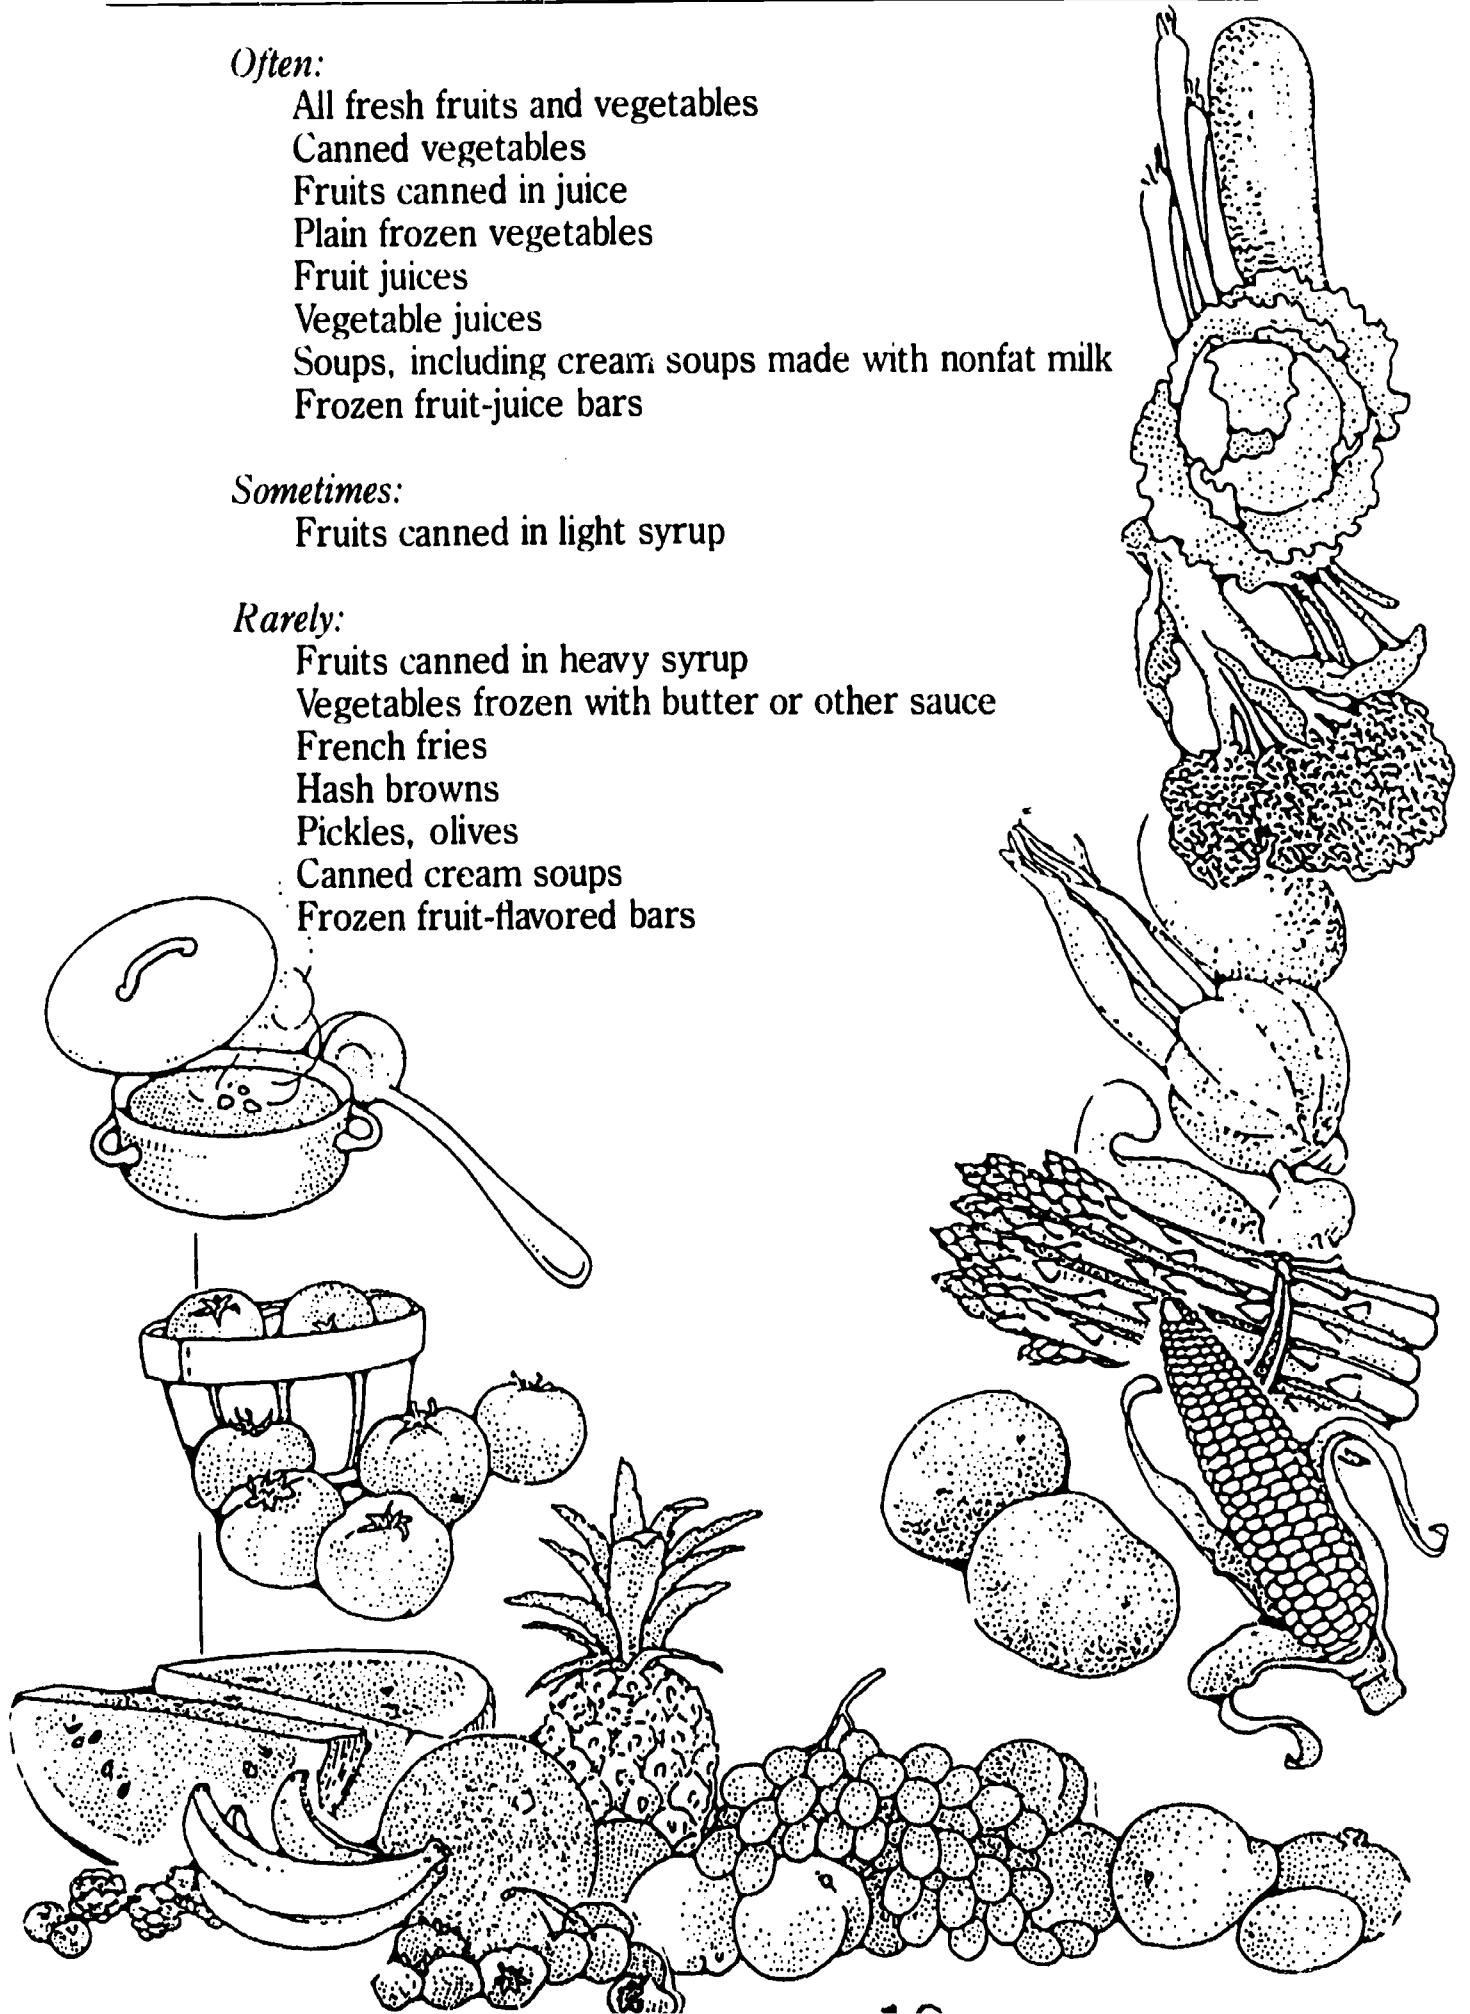 Often:
All fresh fruits and vegetables
Canned vegetables
Fruits canned in juice
Plain frozen vegetables
Fruit juices
Vegetable juices
Soups, including cream soups made with nonfat milk
Frozen fruit-juice bars
Sometimes:
Fruits canned in light syrup
Rarely:
Fruits canned in heavy syrup
Vegetables frozen with butter or other sauce
French fries
Hash browns
Pickles, olives
Canned cream soups
Frozen fruit-flavored bars